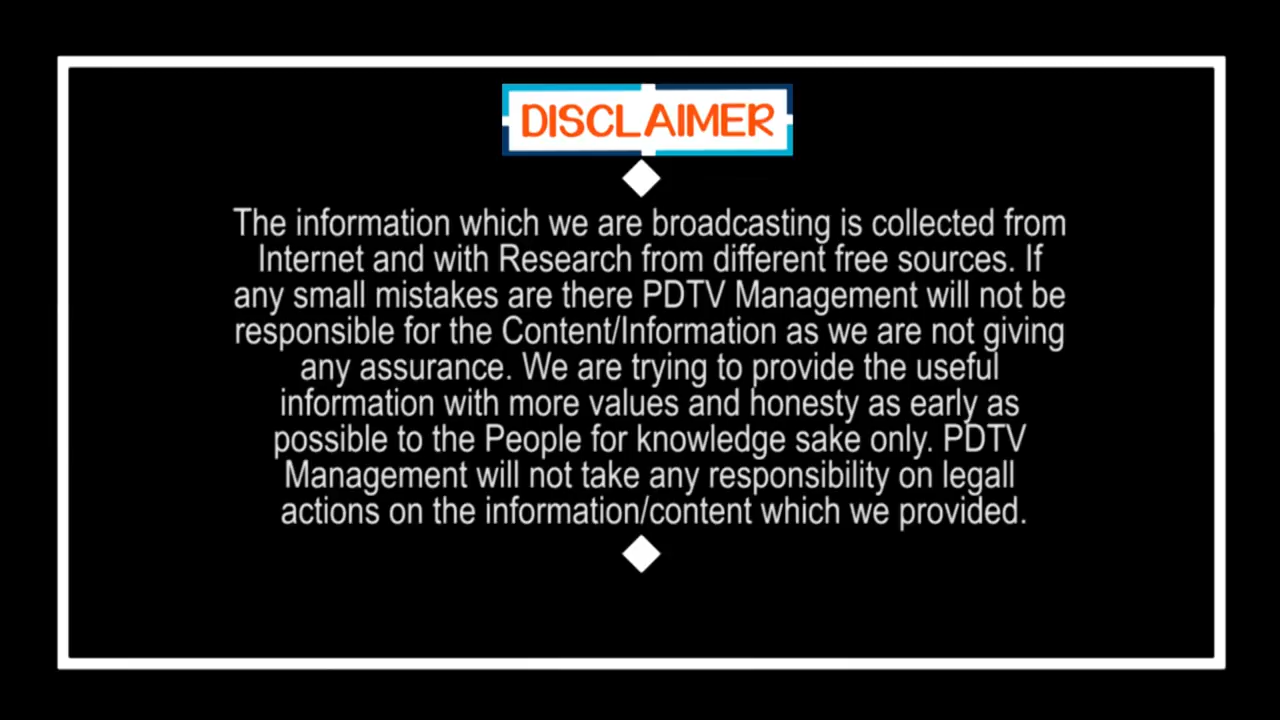 DISCLAIMER
The information which we are broadcasting is collected from
Internet and with Research from different free sources. If
any small mistakes are there PDTV Management will not be
responsible for the Content/Information as we are not giving
any assurance. We are trying to provide the useful
information with more values and honesty as early as
possible to the People for knowledge sake only. PDTV
Management will not take any responsibility on legall
actions on the information/content which we provided.